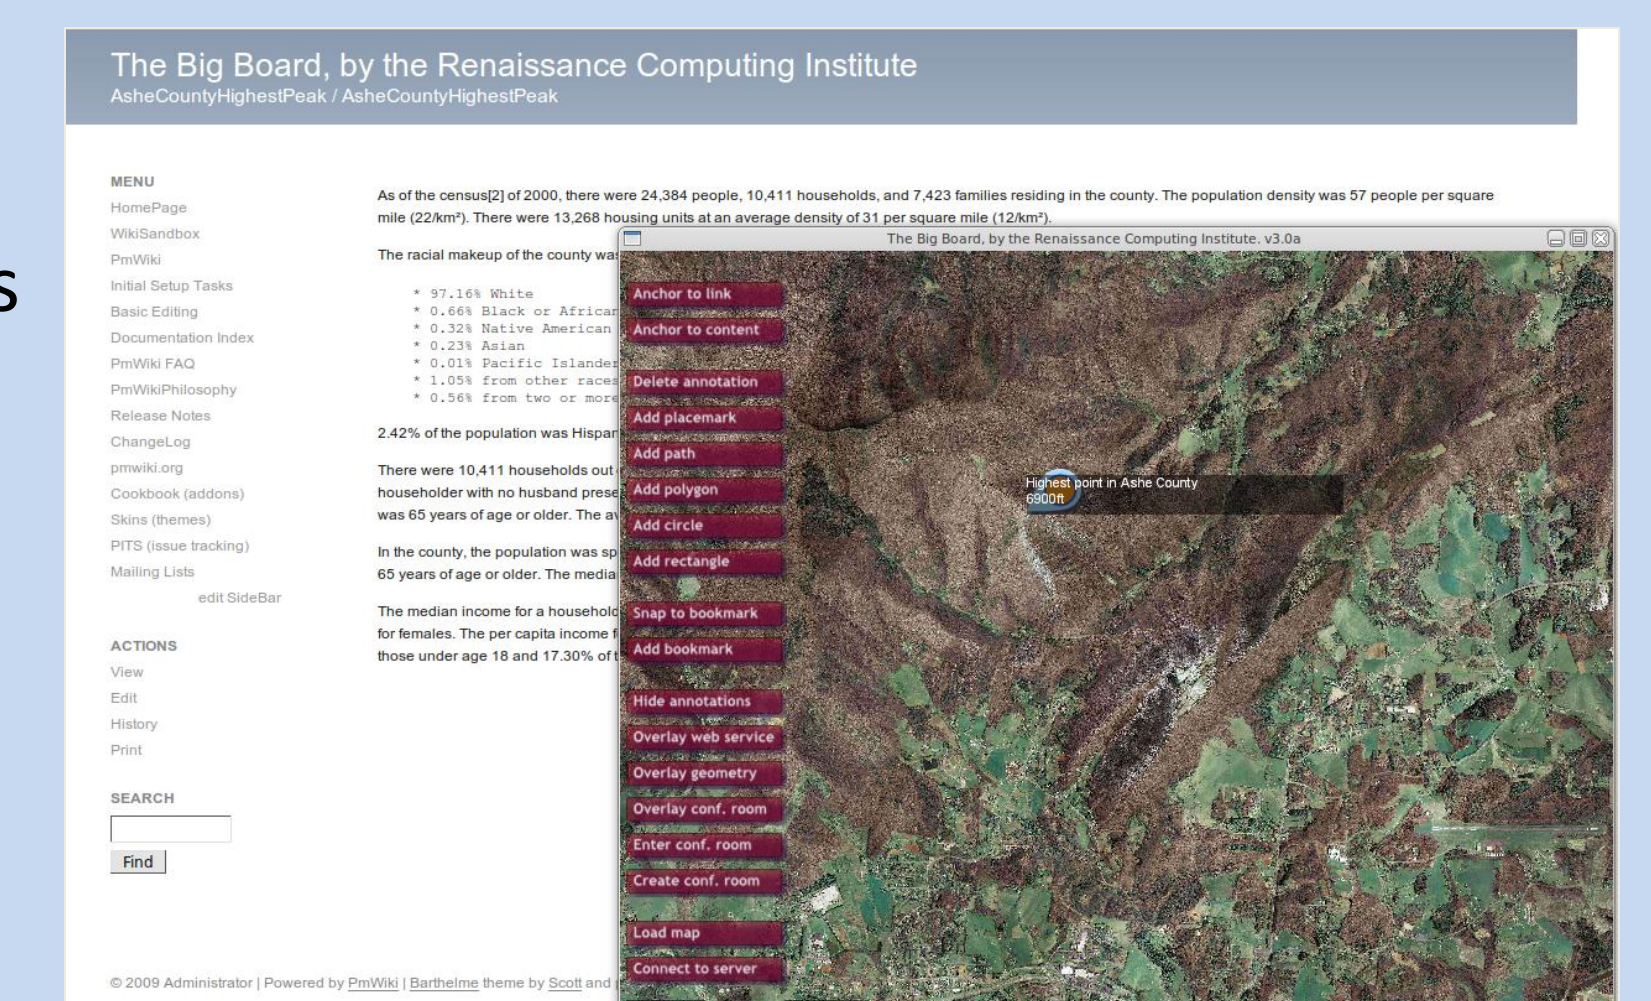 s
The Big Board, by the Renaissance Computing Institute
AsheCountyHighestPeak / AsheCountyHighestPeak
MENU
HomePage
WikiSandbox
PmWiki
Initial Setup Tasks
Basic Editing
Documentation Index
PmWiki FAQ
PmWikiPhilosophy
Release Notes
ChangeLog
pmwiki.org
Cookbook (addons)
Skins (themes)
PITS (issue tracking)
Mailing Lists
edit SideBar
ACTIONS
View
Edit
History
Print
SEARCH
Find
As of the census[2] of 2000, there were 24,384 people, 10,411 households, and 7,423 families residing in the county. The population density was 57 people per square
mile (22/km²). There were 13,268 housing units at an average density of 31 per square mile (12/km²).
The racial makeup of the county was
* 97.16% White
* 0.66% Black or African
* 0.32% Native American
* 0.23% Asian
* 0.01% Pacific Islander
* 1.05% from other races
* 0.56% from two or more
2.42% of the population was Hispan
There were 10,411 households out
householder with no husband prese
was 65 years of age or older. The av
In the county, the population was sp
65 years of age or older. The media
The median income for a household
for females. The per capita income f
those under age 18 and 17.30% of t
The Big Board, by the Renaissance Computing Institute. v3.0a
Anchor to link
Anchor to content
Delete annotation
Add placemark
Add path
Add polygon
Add circle
Add rectangle
Snap to bookmark
Add bookmark
Hide annotations
Overlay web service
Overlay geometry
Overlay conf. room
Enter conf. room
Create conf. room
Load map
Connect to server
Highest point in Ashe County
6900ft
© 2009 Administrator | Powered by PmWiki | Barthelme theme by Scott and